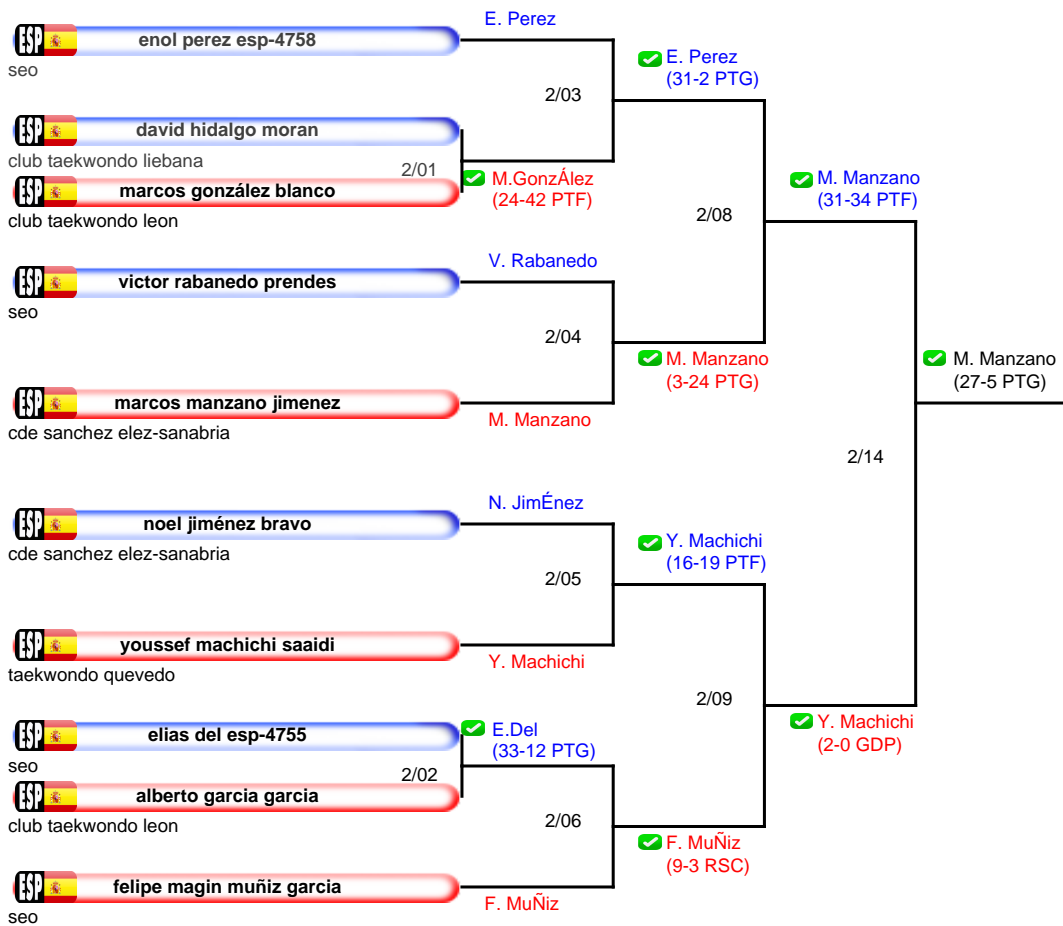 E. Perez
ESP enol perez esp-4758
seo
E. Perez
(31-2 PTG)
2/03
ESP david hidalgo moran
club taekwondo liebana
2/01
ESP marcos gonzález blanco
club taekwondo leon
M.GonzÁlez
(24-42 PTF)
M. Manzano
(31-34 PTF)
2/08
V. Rabanedo
ESP victor rabanedo prendes
seo
2/04
M. Manzano
(3-24 PTG)
M. Manzano
(27-5 PTG)
ESP marcos manzano jimenez
cde sanchez elez-sanabria
M. Manzano
2/14
N. JimÉnez
ESP noel jiménez bravo
cde sanchez elez-sanabria
Y. Machichi
(16-19 PTF)
2/05
ESP youssef machichi saaidi
taekwondo quevedo
Y. Machichi
2/09
Y. Machichi
(2-0 GDP)
ESP elias del esp-4755
seo
E.Del
(33-12 PTG)
2/02
ESP alberto garcia garcia
club taekwondo leon
2/06
F. MuÑiz
(9-3 RSC)
ESP felipe magin muñiz garcia
seo
F. MuÑiz